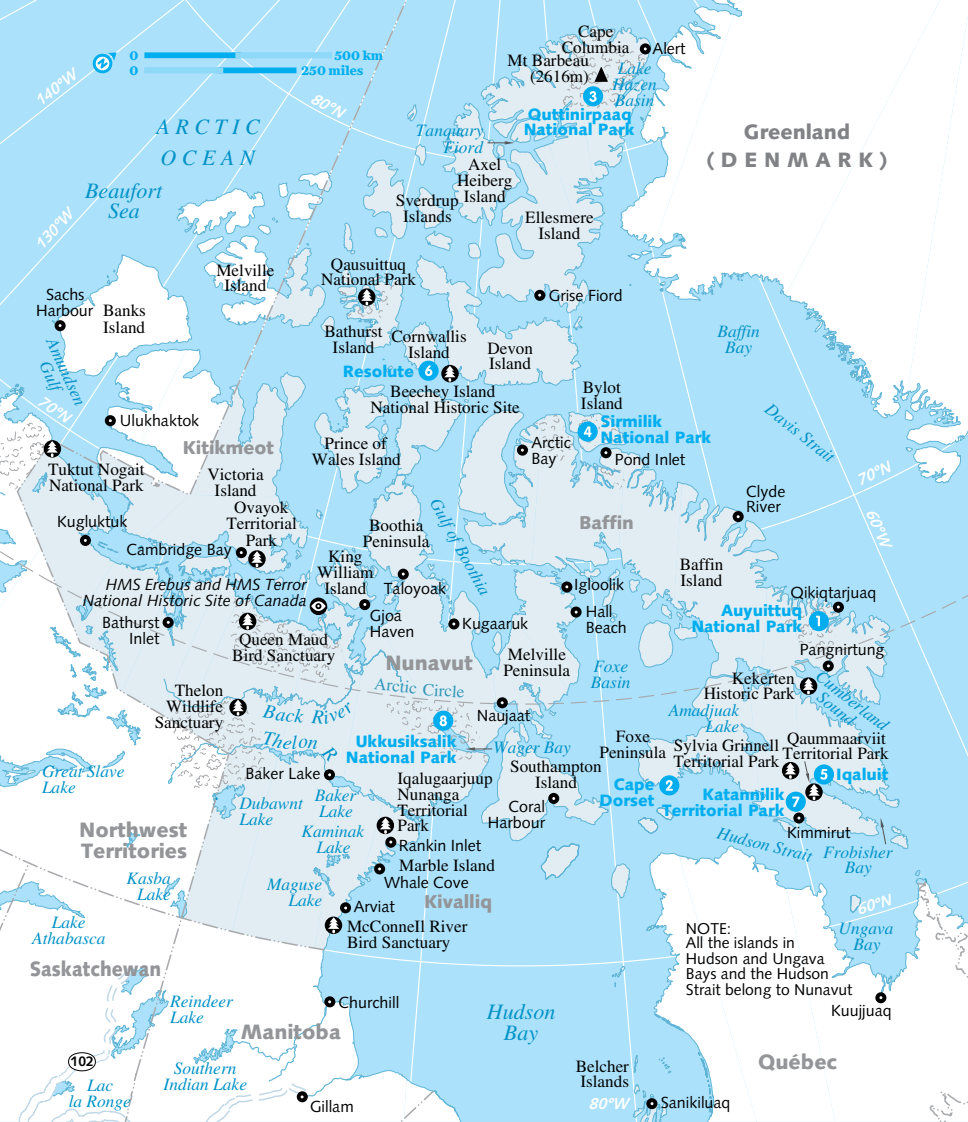 Cape
Columbia
Alert
Mt Barbeau
(2616m)
Lake
Hazen
Basin
3
Quttinirpaaq
National Park
0 500 km
0 250 miles
140°W
80°N
ARCTIC
OCEAN
Tanquary
Fiord
Greenland
(DENMARK)
Axel
Heiberg
Island
Beaufort
Sea
Sverdrup
Islands
Ellesmere
Island
130°W
Melville
Island
Qausuittuq
National Park
Sachs
Harbour
Banks
Island
Grise Fiord
Bathurst
Island
Cornwallis
Island
Devon
Island
Baffin
Bay
Amundsen
Gulf
Resolute 6
Beechey Island
National Historic Site
Bylot
Island
70°N
Ulukhaktok
4 Sirmilik
National Park
Davis Strait
Kitikmeot
Prince of
Wales Island
Arctic
Bay
Pond Inlet
Tuktut Nogait
National Park
Victoria
Island
70°N
Ovayok
Territorial
Park
Gulf of Boothia
Clyde
River
Kugluktuk
Boothia
Peninsula
Baffin
60°W
Cambridge Bay
King
William
Island
Baffin
Island
HMS Erebus and HMS Terror
National Historic Site of Canada
Taloyoak
Igloolik
Qikiqtarjuaq
Bathurst
Inlet
Gjoa
Haven
Kugaaruk
Hall
Beach
Auyuittuq
National Park
1
Queen Maud
Bird Sanctuary
Nunavut
Melville
Peninsula
Pangnirtung
Foxe
Basin
Kekerten
Historic Park
Cumberland
Sound
Thelon
Wildlife
Sanctuary
Arctic Circle
Back River
Naujaat
Amadjuak
Lake
8
Ukkusiksalik
National Park
Thelon R
Wager Bay
Foxe
Peninsula
Sylvia Grinnell
Territorial Park
Qaummaarviit
Territorial Park
Great Slave
Lake
Baker Lake
Southampton
Island
5 Iqaluit
Cape
Dorset
2
Katannilik
Territorial Park
7
Dubawnt
Lake
Baker
Lake
Iqalugaarjuup
Nunanga
Territorial
Park
Coral
Harbour
Kimmirut
Northwest
Territories
Kaminak
Lake
Rankin Inlet
Hudson Strait
Frobisher
Bay
Marble Island
Whale Cove
Kasba
Lake
Maguse
Lake
Kivalliq
Arviat
60°N
Lake
Athabasca
McConnell River
Bird Sanctuary
NOTE:
All the islands in
Hudson and Ungava
Bays and the Hudson
Strait belong to Nunavut
Ungava
Bay
Saskatchewan
Reindeer
Lake
Churchill
Kuujjuaq
Manitoba
Hudson
Bay
102
Southern
Indian Lake
Québec
Lac
la Ronge
Belcher
Islands
Gillam
80°W
Sanikiluaq